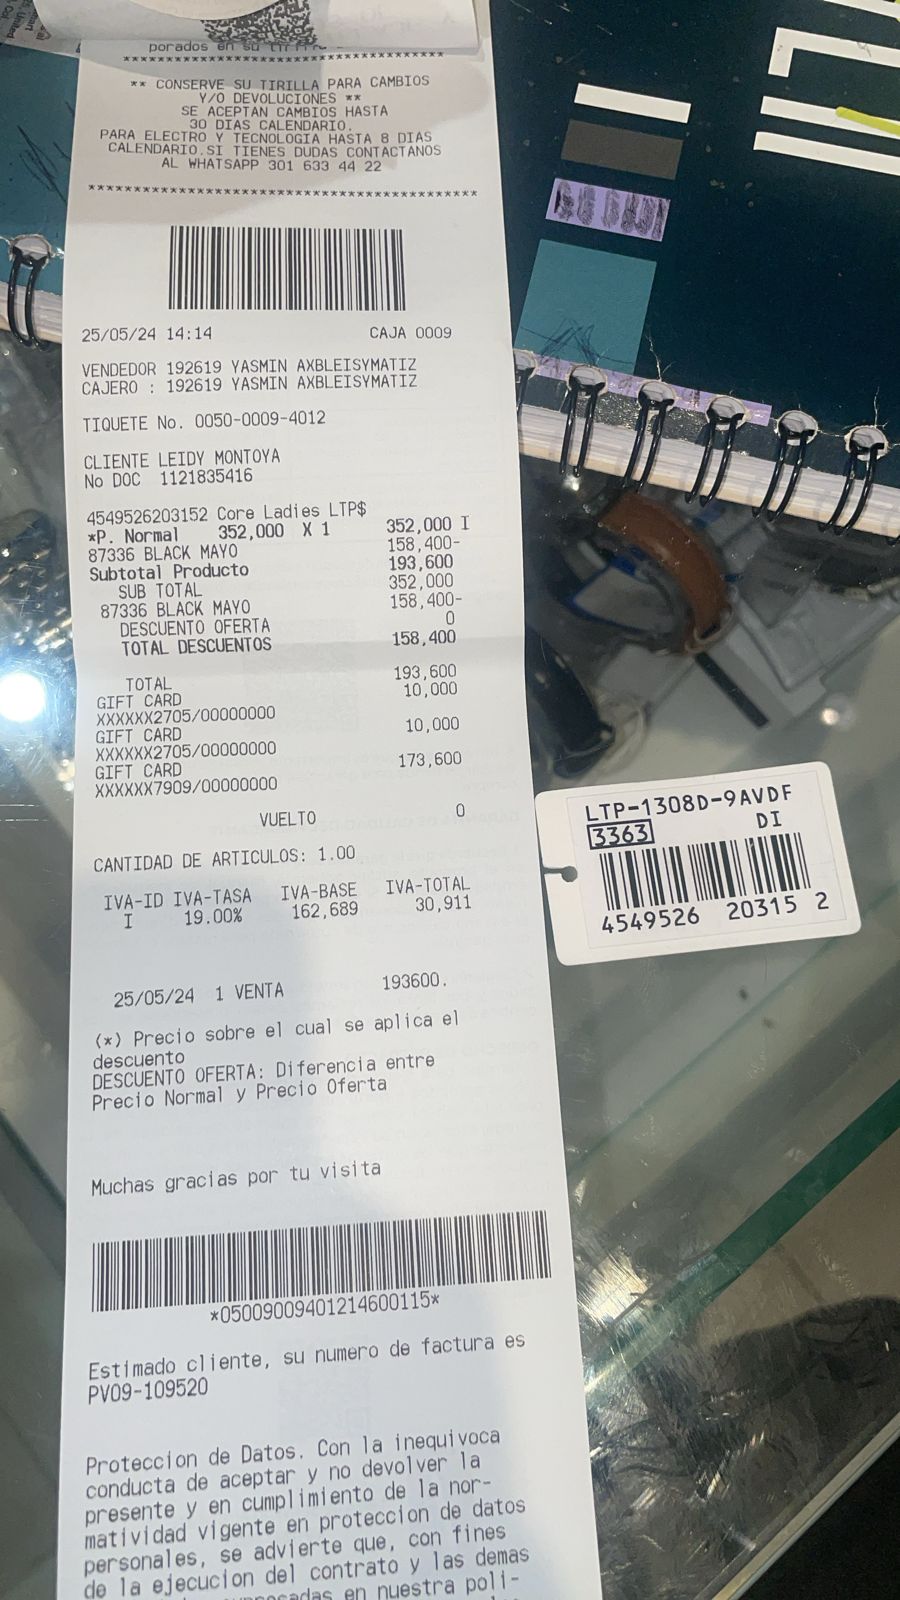 porados en su tirilla
****************************************
** CONSERVE SU TIRILLA PARA CAMBIOS
Y/O DEVOLUCIONES **
SE ACEPTAN CAMBIOS HASTA
30 DIAS CALENDARIO.
PARA ELECTRO Y TECNOLOGIA HASTA 8 DIAS
CALENDARIO.SI TIENES DUDAS CONTACTANOS
AL WHATSAPP 301 633 44 22
****************************************
25/05/24 14:14 CAJA 0009
VENDEDOR 192619 YASMIN AXBLEISYMATIZ
CAJERO : 192619 YASMIN AXBLEISYMATIZ
TIQUETE No. 0050-0009-4012
CLIENTE LEIDY MONTOYA
No DOC 1121835416
4549526203152 Core Ladies LTP$
*P. Normal 352,000 X 1 352,000 I
87336 BLACK MAYO 158,400-
Subtotal Producto 193,600
SUB TOTAL 352,000
87336 BLACK MAYO 158,400-
DESCUENTO OFERTA 0
TOTAL DESCUENTOS 158,400
TOTAL 193,600
GIFT CARD 10,000
XXXXXX2705/00000000
GIFT CARD 10,000
XXXXXX2705/00000000
GIFT CARD 173,600
XXXXXX7909/00000000
VUELTO 0
CANTIDAD DE ARTICULOS: 1.00
IVA-ID IVA-TASA IVA-BASE IVA-TOTAL
I 19.00% 162,689 30,911
25/05/24 1 VENTA 193600.
(*) Precio sobre el cual se aplica el
descuento
DESCUENTO OFERTA: Diferencia entre
Precio Normal y Precio Oferta
Muchas gracias por tu visita
*05009009401214600115*
Estimado cliente, su numero de factura es
PV09-109520
Proteccion de Datos. Con la inequivoca
conducta de aceptar y no devolver la
presente y en cumplimiento de la nor-
matividad vigente en proteccion de datos
personales, se advierte que, con fines
de la ejecucion del contrato y las demas
en nuestra poli-
LTP-1308D-9AVDF
3363 DI
4549526 20315 2